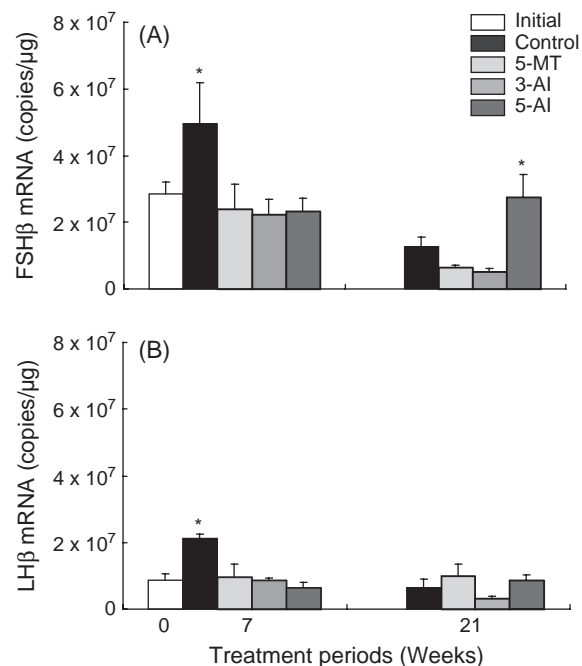 (A)
Initial
Control
5-MT
3-AI
5-AI
FSHβ mRNA (copies/μg)
8 x 10⁷
6 x 10⁷
4 x 10⁷
2 x 10⁷
0
*
*
(B)
LHβ mRNA (copies/μg)
8 x 10⁷
6 x 10⁷
4 x 10⁷
2 x 10⁷
0
*
0 7 21
Treatment periods (Weeks)